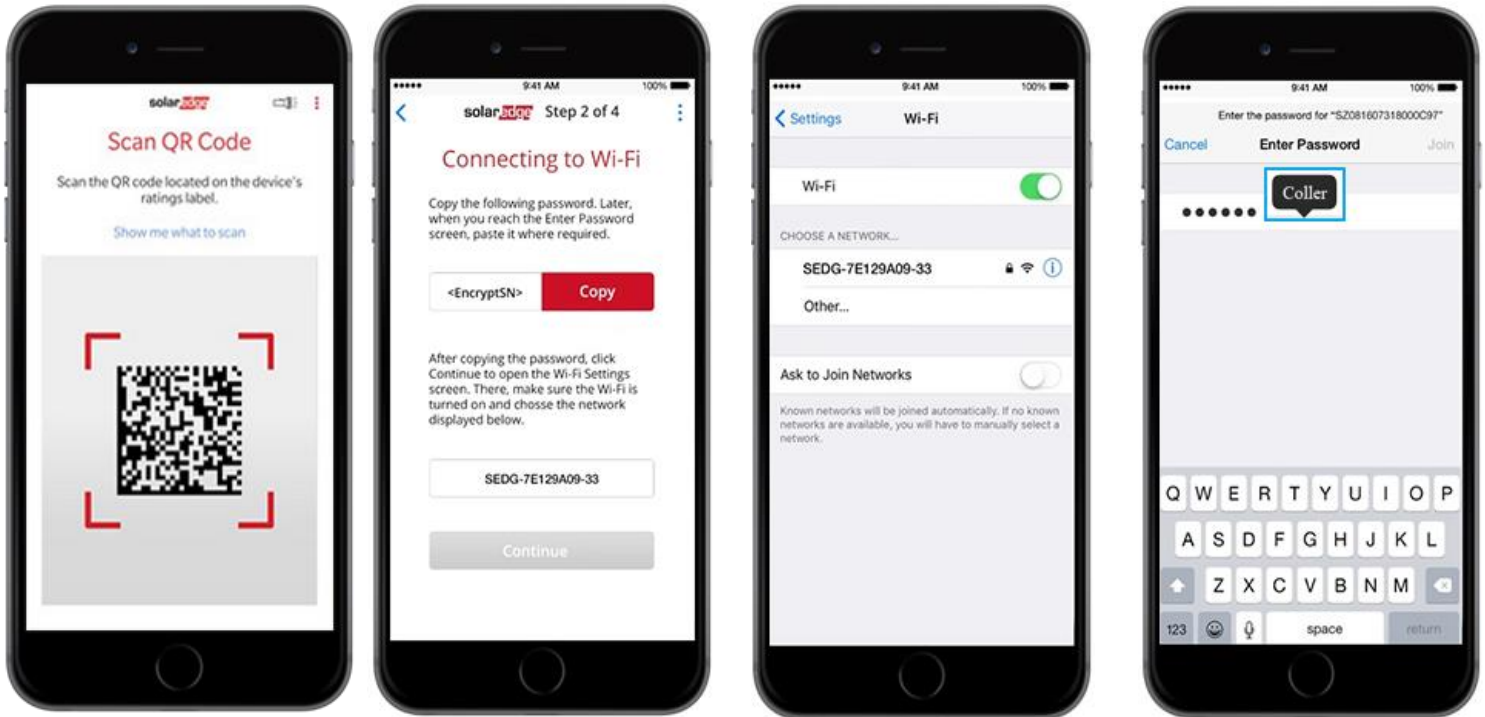 solaredge
Scan QR Code
Scan the QR code located on the device's
ratings label.
Show me what to scan
9:41 AM 100%
solaredge Step 2 of 4
Connecting to Wi-Fi
Copy the following password. Later,
when you reach the Enter Password
screen, paste it where required.
<EncryptSN> Copy
After copying the password, click
Continue to open the Wi-Fi Settings
screen. There, make sure the Wi-Fi is
turned on and chosse the network
displayed below.
SEDG-7E129A09-33
Continue
9:41 AM 100%
Settings Wi-Fi
Wi-Fi
CHOOSE A NETWORK...
SEDG-7E129A09-33
Other...
Ask to Join Networks
Known networks will be joined automatically. If no known
networks are available, you will have to manually select a
network.
9:41 AM 100%
Enter the password for "SZ081607318000C97"
Cancel Enter Password Join
Coller
Q W E R T Y U I O P
A S D F G H J K L
Z X C V B N M
123 space return